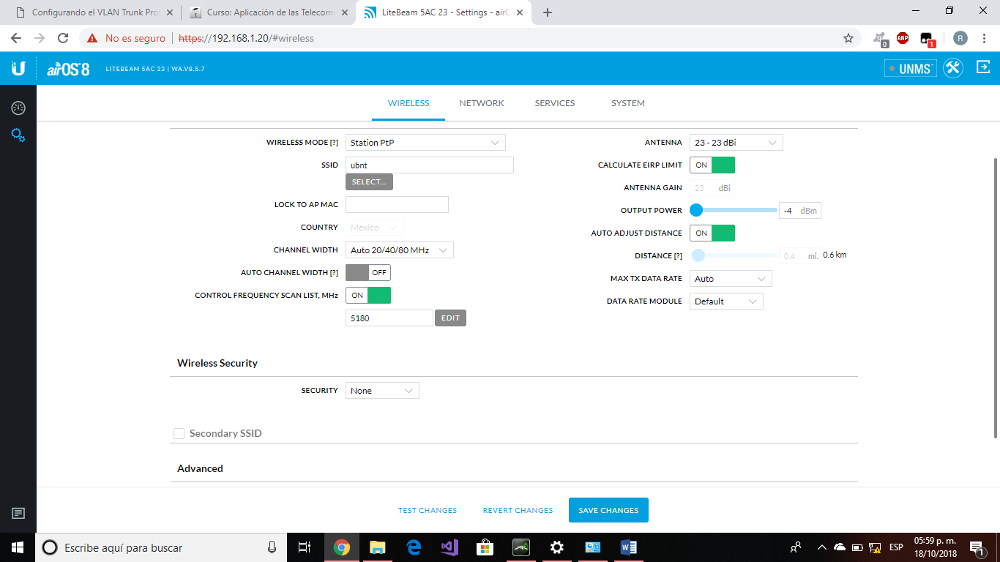 Configurando el VLAN Trunk Prot
Curso: Aplicación de las Telecomu
LiteBeam 5AC 23 - Settings - airO
No es seguro
https://192.168.1.20/#wireless
0
ABP
1
R
airOS 8
LITEBEAM 5AC 23 | WA.V8.5.7
UNMS
WIRELESS
NETWORK
SERVICES
SYSTEM
WIRELESS MODE [?]
Station PtP
SSID
ubnt
SELECT...
LOCK TO AP MAC
COUNTRY
Mexico
CHANNEL WIDTH
Auto 20/40/80 MHz
AUTO CHANNEL WIDTH [?]
OFF
CONTROL FREQUENCY SCAN LIST, MHz
ON
5180
EDIT
ANTENNA
23 - 23 dBi
CALCULATE EIRP LIMIT
ON
ANTENNA GAIN
23 dBi
OUTPUT POWER
-4 dBm
AUTO ADJUST DISTANCE
ON
DISTANCE [?]
0.4 mi. 0.6 km
MAX TX DATA RATE
Auto
DATA RATE MODULE
Default
Wireless Security
SECURITY
None
Secondary SSID
Advanced
TEST CHANGES
REVERT CHANGES
SAVE CHANGES
Escribe aquí para buscar
ESP
05:59 p. m.
18/10/2018
1